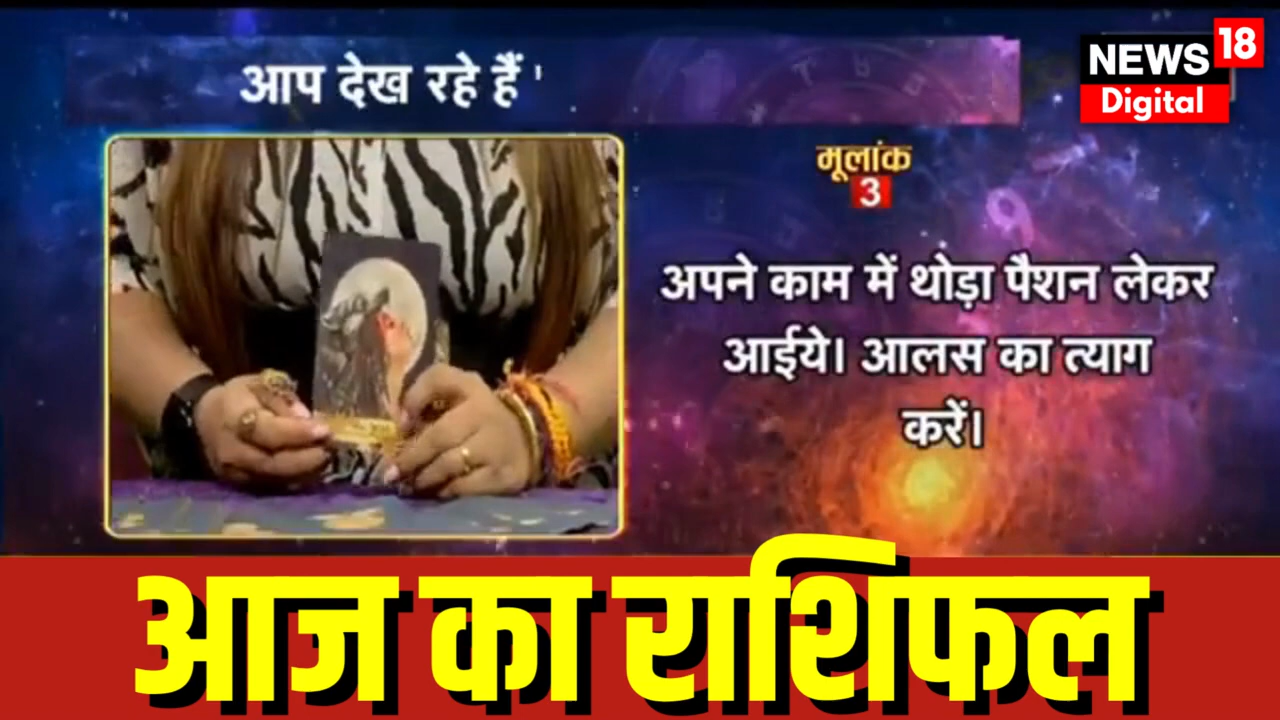 आप देख रहे हैं '
NEWS 18
Digital
मूलांक
3
अपने काम में थोड़ा पैशन लेकर
आईये। आलस का त्याग
करें।
आज का राशिफल